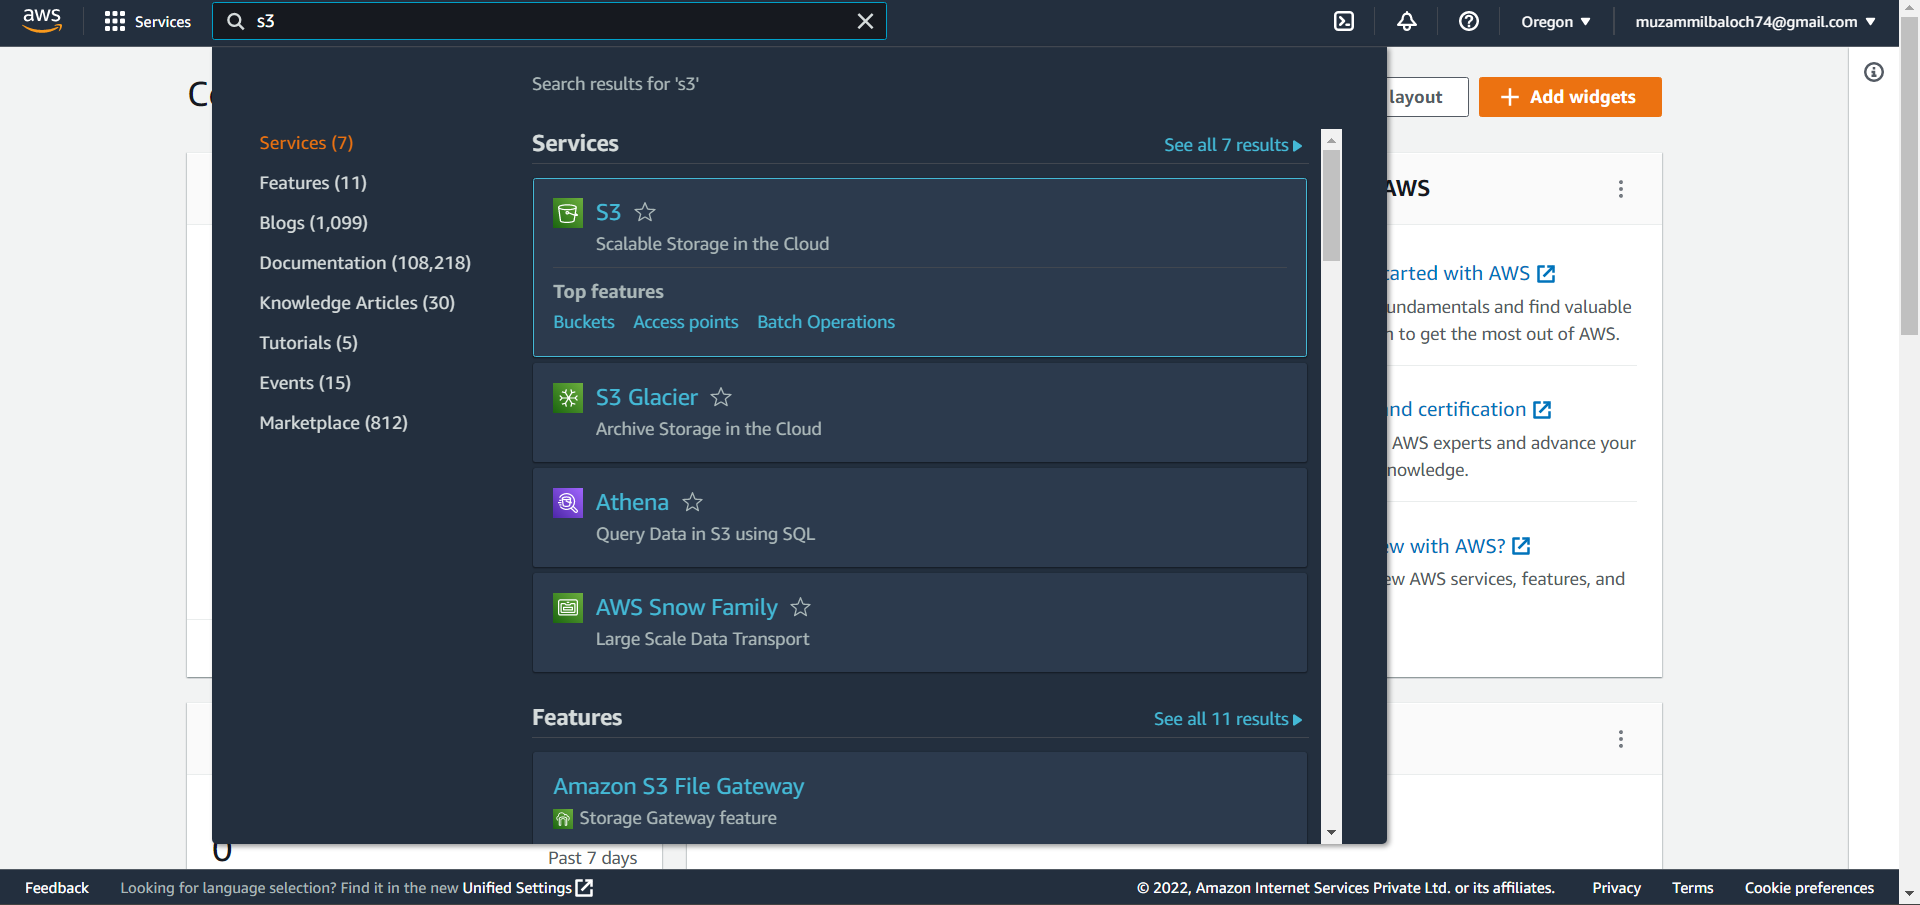 aws
Services
s3
Oregon
muzammilbaloch74@gmail.com
Search results for 's3'
layout
Add widgets
Services (7)
Features (11)
Blogs (1,099)
Documentation (108,218)
Knowledge Articles (30)
Tutorials (5)
Events (15)
Marketplace (812)
Services
See all 7 results
S3
Scalable Storage in the Cloud
Top features
Buckets Access points Batch Operations
S3 Glacier
Archive Storage in the Cloud
Athena
Query Data in S3 using SQL
AWS Snow Family
Large Scale Data Transport
Features
See all 11 results
Amazon S3 File Gateway
Storage Gateway feature
AWS
started with AWS
undamentals and find valuable
to get the most out of AWS.
nd certification
AWS experts and advance your
nowledge.
w with AWS?
ew AWS services, features, and
0
Past 7 days
Feedback
Looking for language selection? Find it in the new Unified Settings
© 2022, Amazon Internet Services Private Ltd. or its affiliates.
Privacy
Terms
Cookie preferences